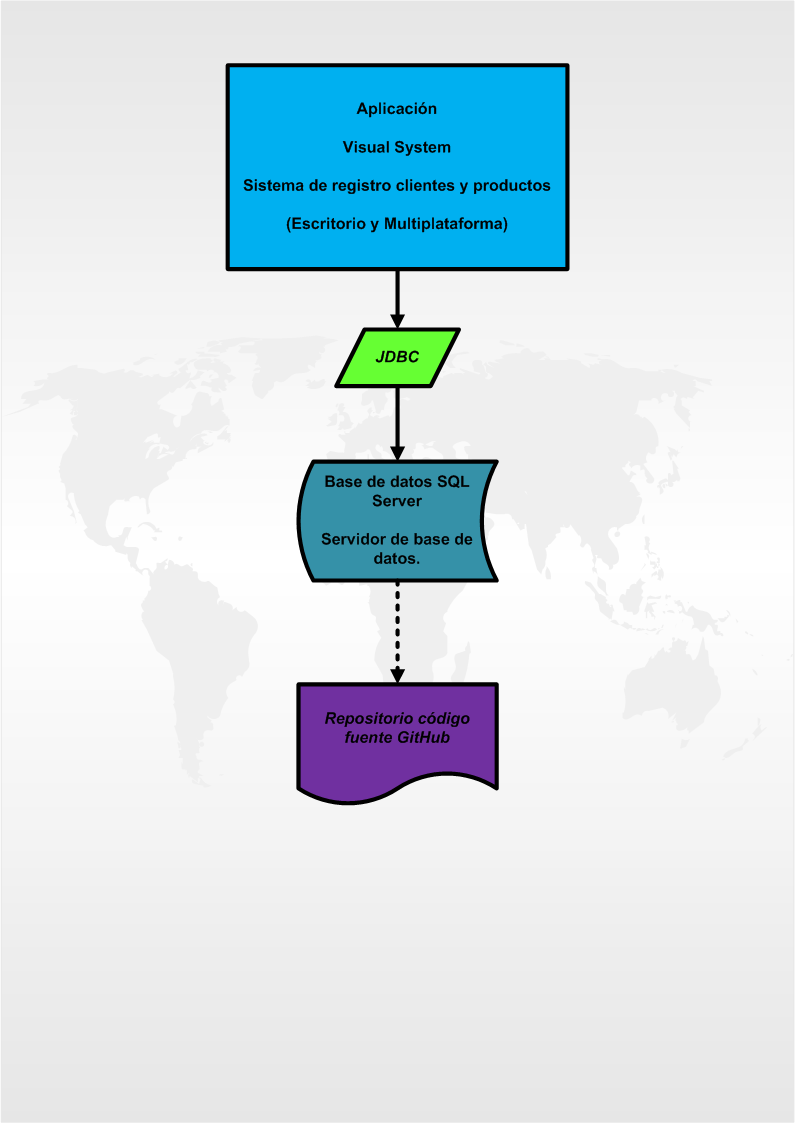 Aplicación
Visual System
Sistema de registro clientes y productos
(Escritorio y Multiplataforma)
JDBC
Base de datos SQL
Server
Servidor de base de
datos.
Repositorio código
fuente GitHub